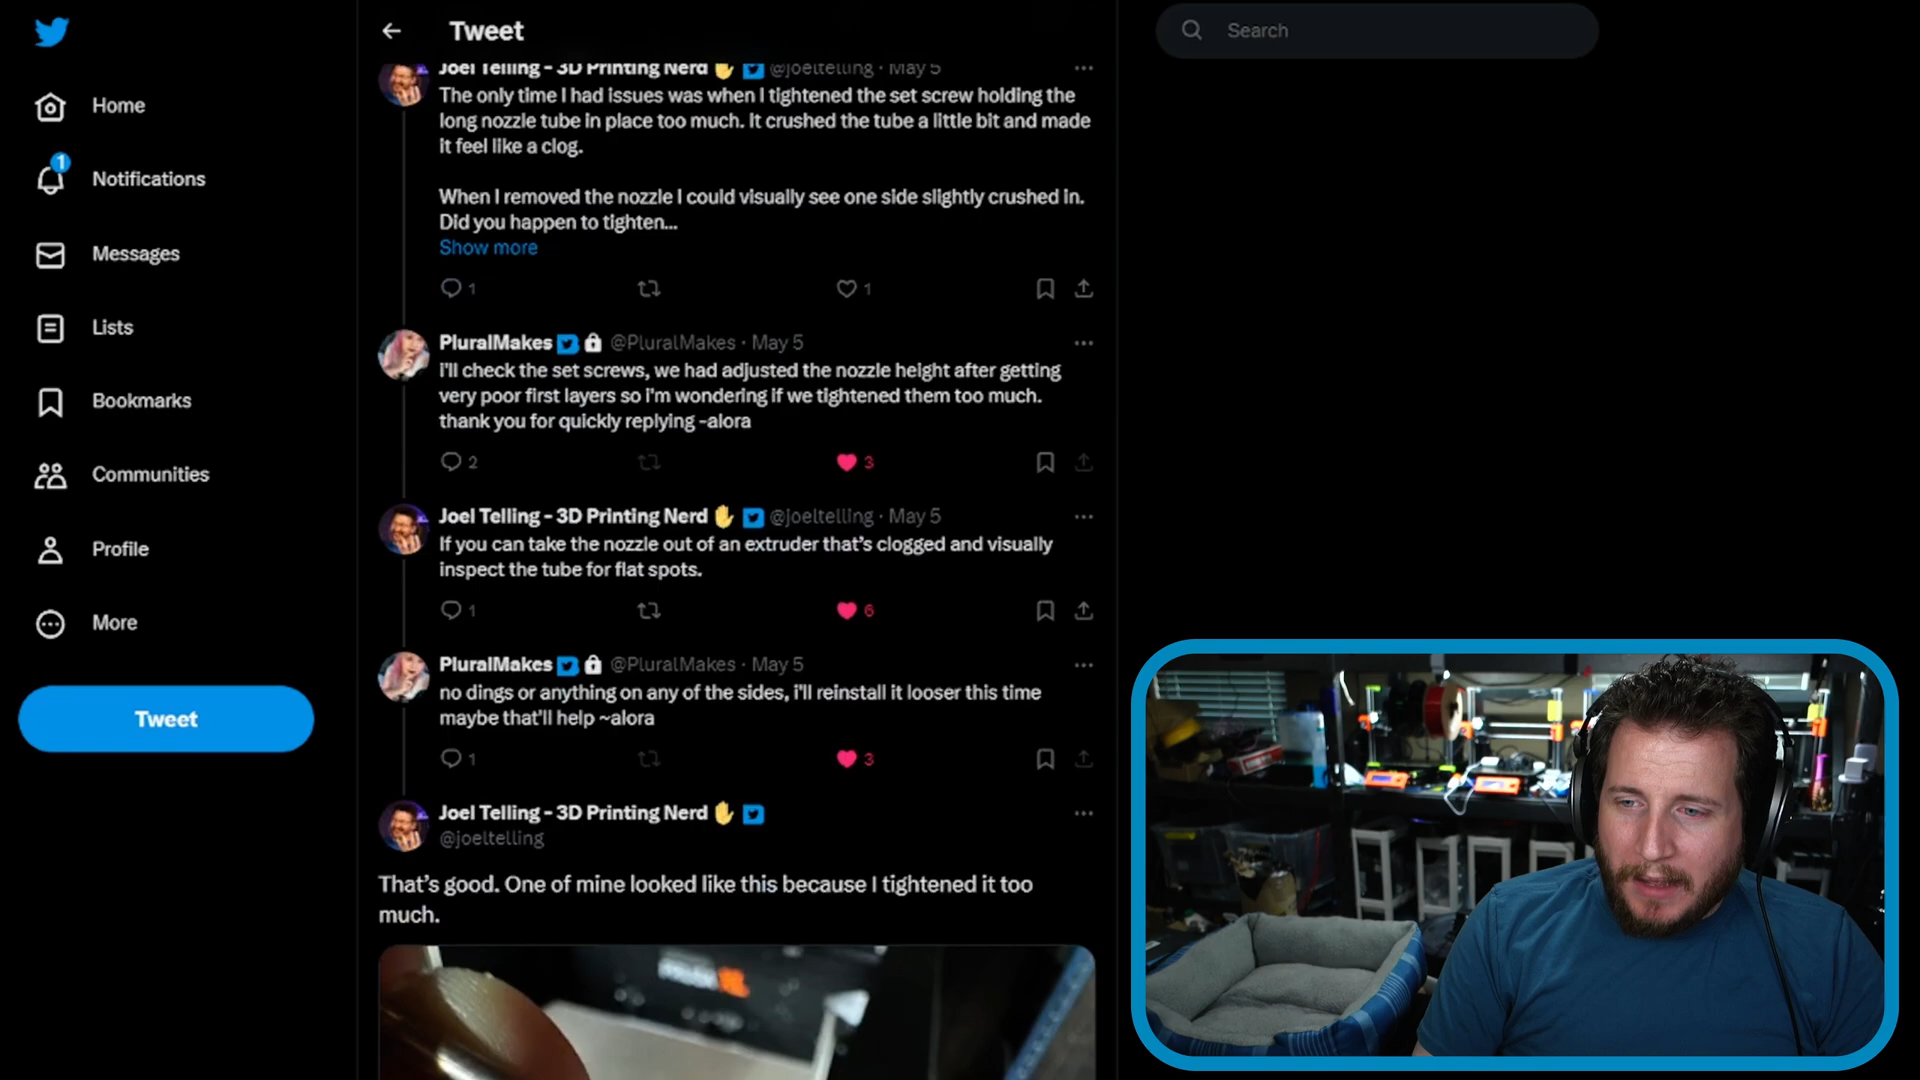 Tweet
Search
Home
1
Notifications
Messages
Lists
Bookmarks
Communities
Profile
More
Tweet
Joel Telling - 3D Printing Nerd ✋ @joeltelling · May 5
The only time I had issues was when I tightened the set screw holding the
long nozzle tube in place too much. It crushed the tube a little bit and made
it feel like a clog.
When I removed the nozzle I could visually see one side slightly crushed in.
Did you happen to tighten...
Show more
1 1
PluralMakes @PluralMakes · May 5
i'll check the set screws, we had adjusted the nozzle height after getting
very poor first layers so i'm wondering if we tightened them too much.
thank you for quickly replying -alora
2 3
Joel Telling - 3D Printing Nerd ✋ @joeltelling · May 5
If you can take the nozzle out of an extruder that's clogged and visually
inspect the tube for flat spots.
1 6
PluralMakes @PluralMakes · May 5
no dings or anything on any of the sides, i'll reinstall it looser this time
maybe that'll help ~alora
1 3
Joel Telling - 3D Printing Nerd ✋
@joeltelling
That's good. One of mine looked like this because I tightened it too
much.